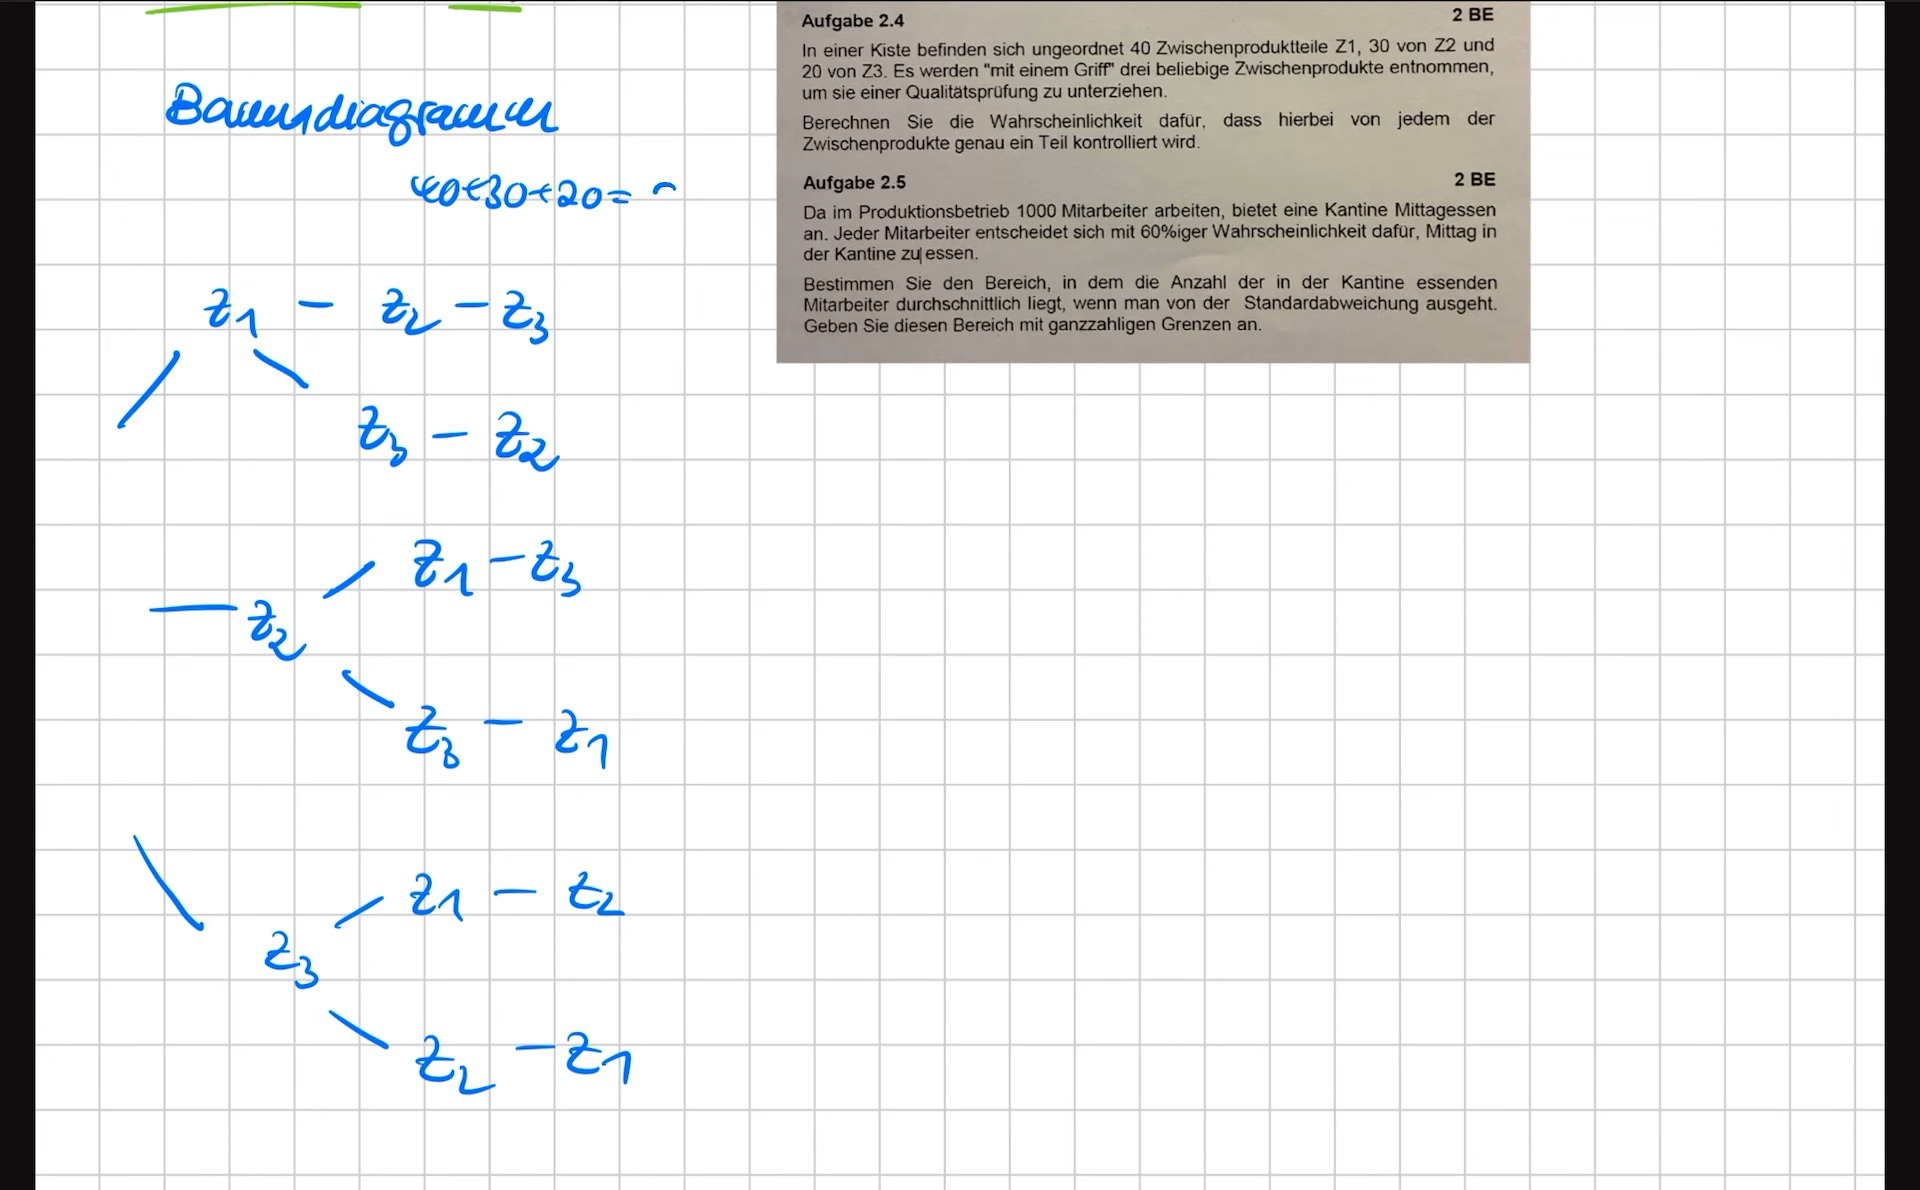 Aufgabe 2.4 2 BE
In einer Kiste befinden sich ungeordnet 40 Zwischenproduktteile Z1, 30 von Z2 und
20 von Z3. Es werden "mit einem Griff" drei beliebige Zwischenprodukte entnommen,
um sie einer Qualitätsprüfung zu unterziehen.
Berechnen Sie die Wahrscheinlichkeit dafür, dass hierbei von jedem der
Zwischenprodukte genau ein Teil kontrolliert wird.
Aufgabe 2.5 2 BE
Da im Produktionsbetrieb 1000 Mitarbeiter arbeiten, bietet eine Kantine Mittagessen
an. Jeder Mitarbeiter entscheidet sich mit 60%iger Wahrscheinlichkeit dafür, Mittag in
der Kantine zu essen.
Bestimmen Sie den Bereich, in dem die Anzahl der in der Kantine essenden
Mitarbeiter durchschnittlich liegt, wenn man von der Standardabweichung ausgeht.
Geben Sie diesen Bereich mit ganzzahligen Grenzen an.
Baumdiagramm
40+30+20=
Z1 - Z2 - Z3
Z3 - Z2
Z1 - Z3
Z2
Z3 - Z1
Z1 - Z2
Z3
Z2 - Z1